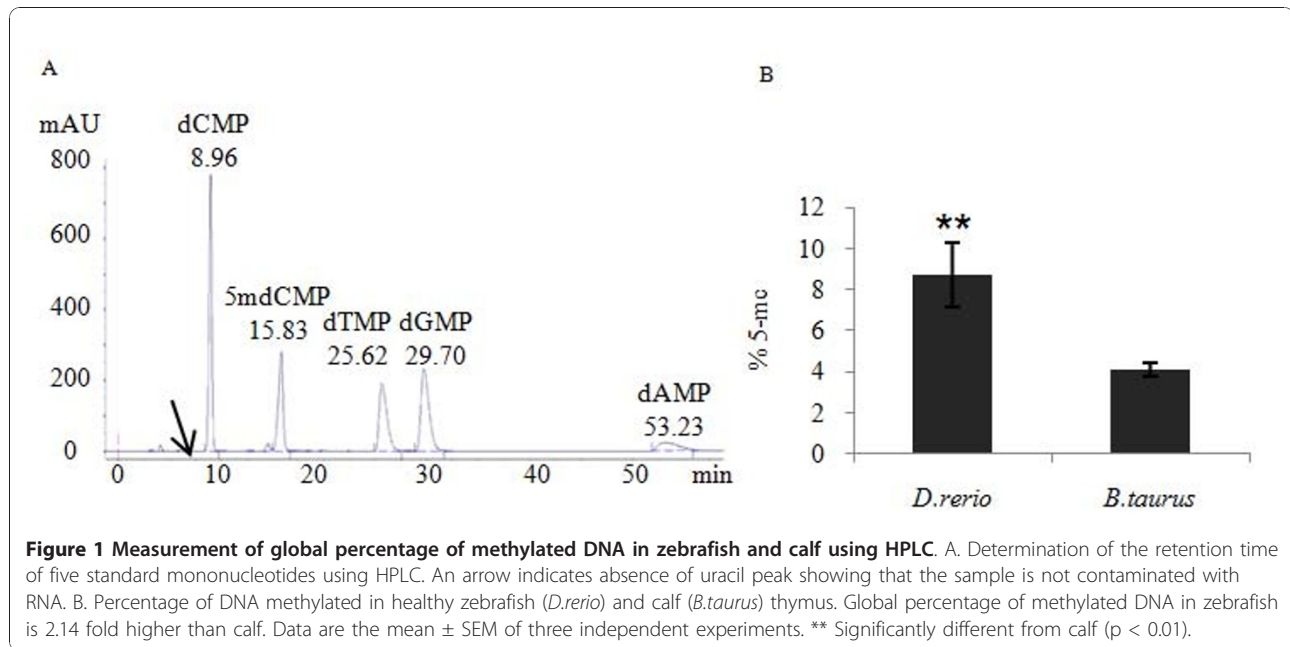 A
mAU
800
600
400
200
0
dCMP
8.96
5mdCMP
15.83
dTMP
25.62
dGMP
29.70
dAMP
53.23
0 10 20 30 40 50 min
B
% 5-mc
12
10
8
6
4
2
0
**
D.rerio B.taurus
Figure 1 Measurement of global percentage of methylated DNA in zebrafish and calf using HPLC. A. Determination of the retention time
of five standard mononucleotides using HPLC. An arrow indicates absence of uracil peak showing that the sample is not contaminated with
RNA. B. Percentage of DNA methylated in healthy zebrafish (D.rerio) and calf (B.taurus) thymus. Global percentage of methylated DNA in zebrafish
is 2.14 fold higher than calf. Data are the mean ± SEM of three independent experiments. ** Significantly different from calf (p < 0.01).